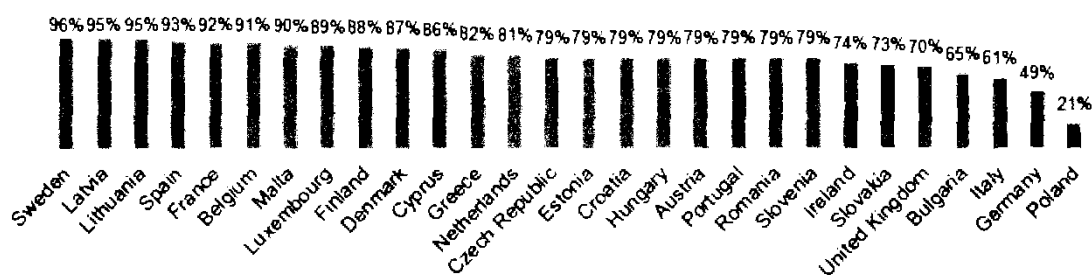 96% 95% 95% 93% 92% 91% 90% 89% 88% 87% 86% 82% 81% 79% 79% 79% 79% 79% 79% 79% 79% 74% 73% 70% 65% 61% 49% 21%
Sweden Latvia Lithuania Spain France Belgium Malta Luxembourg Finland Denmark Cyprus Greece Netherlands Czech Republic Estonia Croatia Hungary Austria Portugal Romania Slovenia Ireland Slovakia United Kingdom Bulgaria Italy Germany Poland